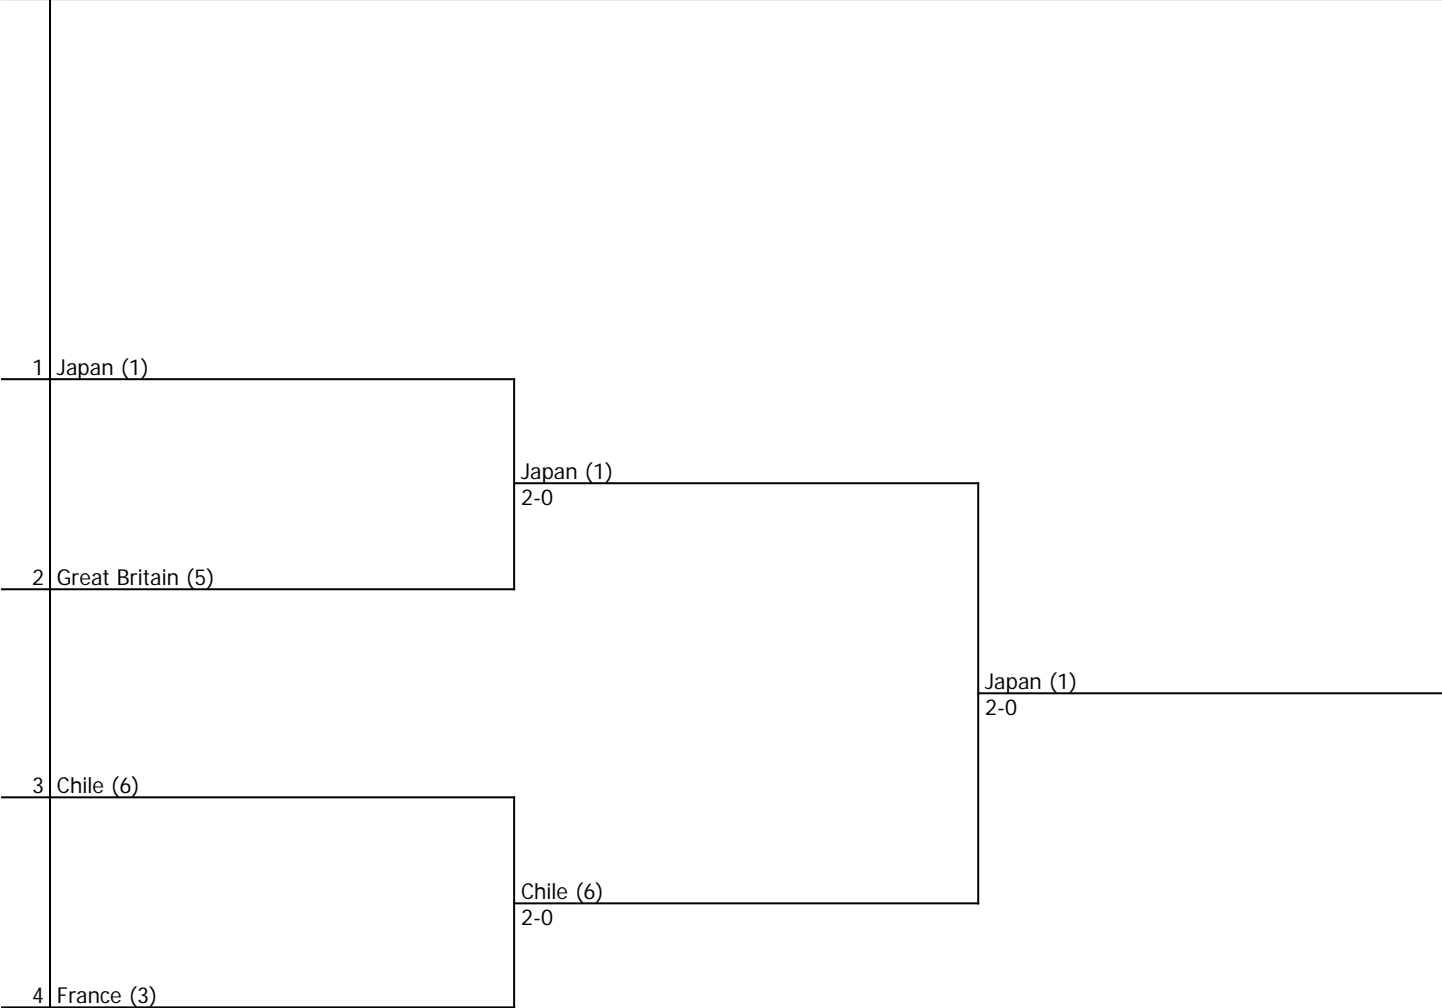 1 Japan (1)
Japan (1)
2-0
2 Great Britain (5)
Japan (1)
2-0
3 Chile (6)
Chile (6)
2-0
4 France (3)